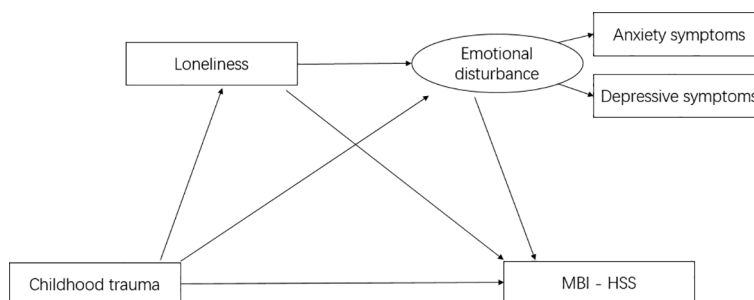 Anxiety symptoms
Loneliness
Emotional
disturbance
Depressive symptoms
Childhood trauma
MBI - HSS